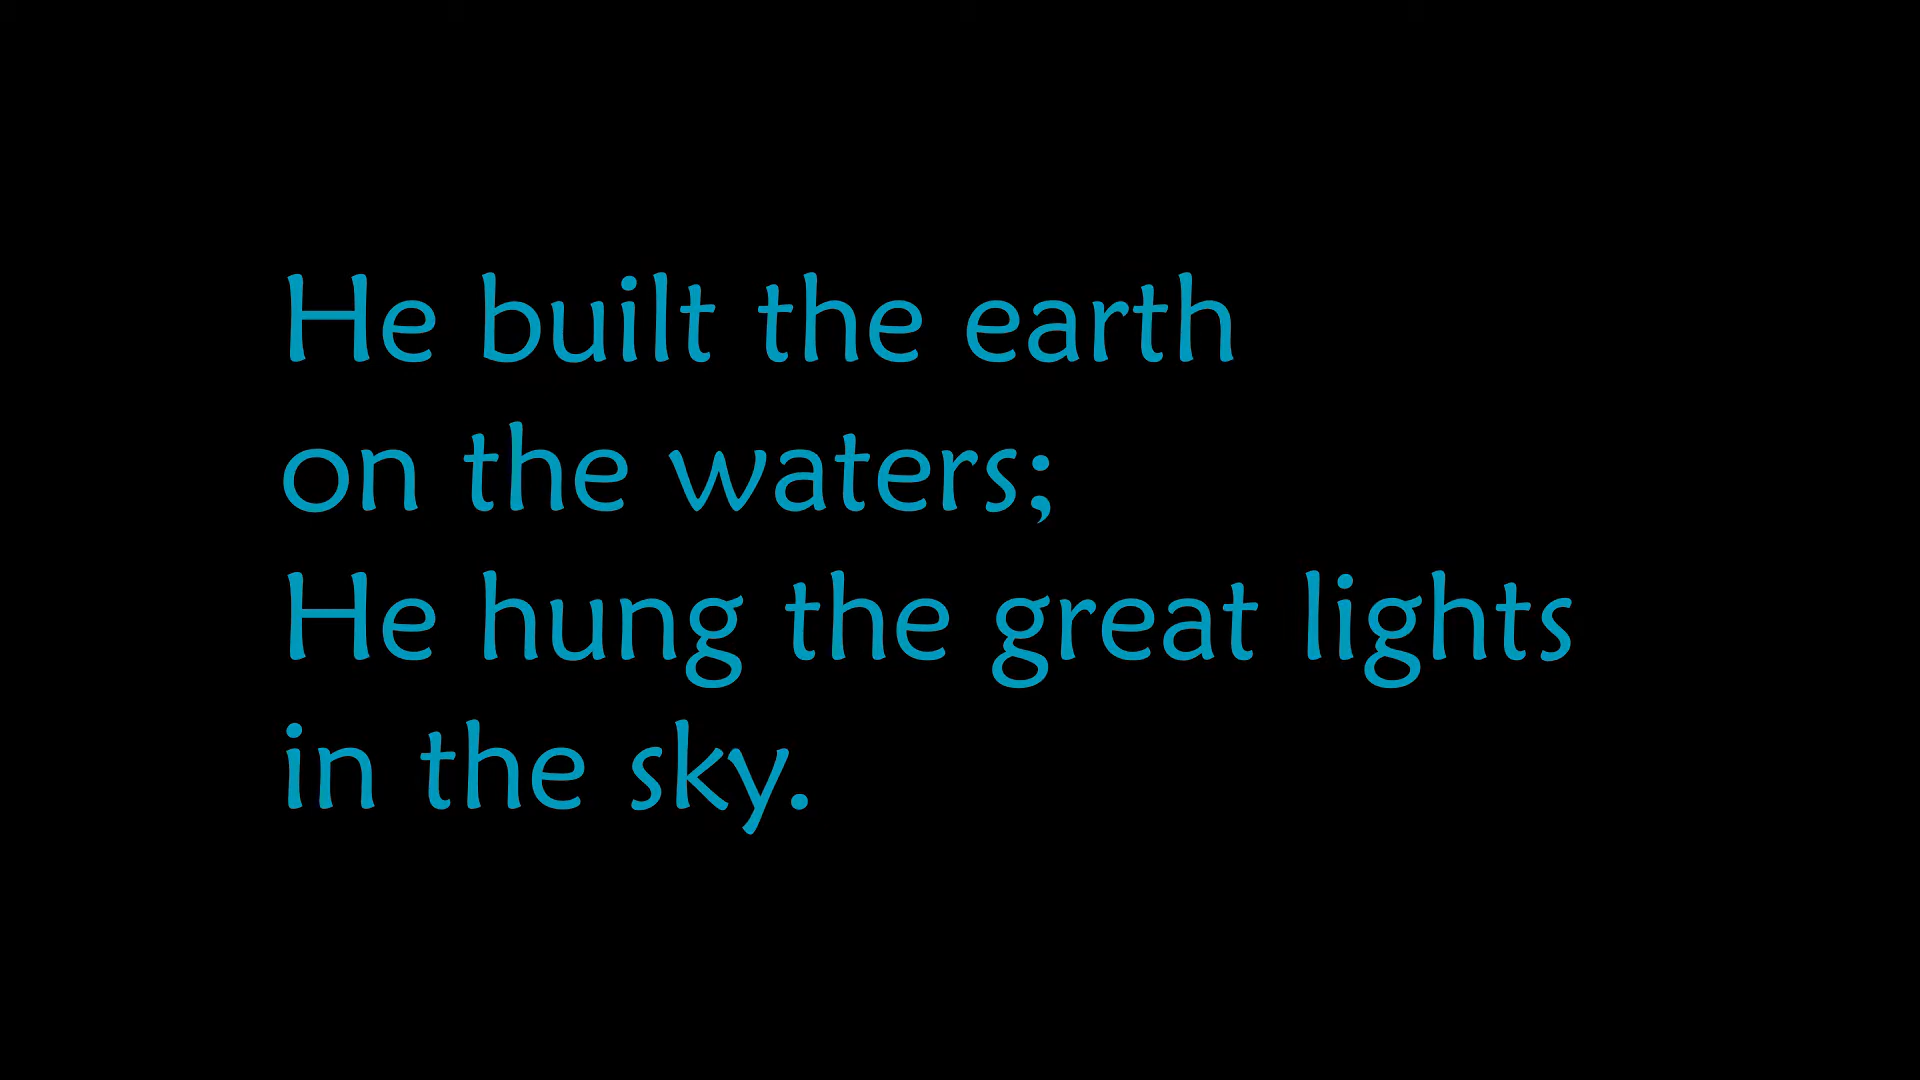 He built the earth
on the waters;
He hung the great lights
in the sky.